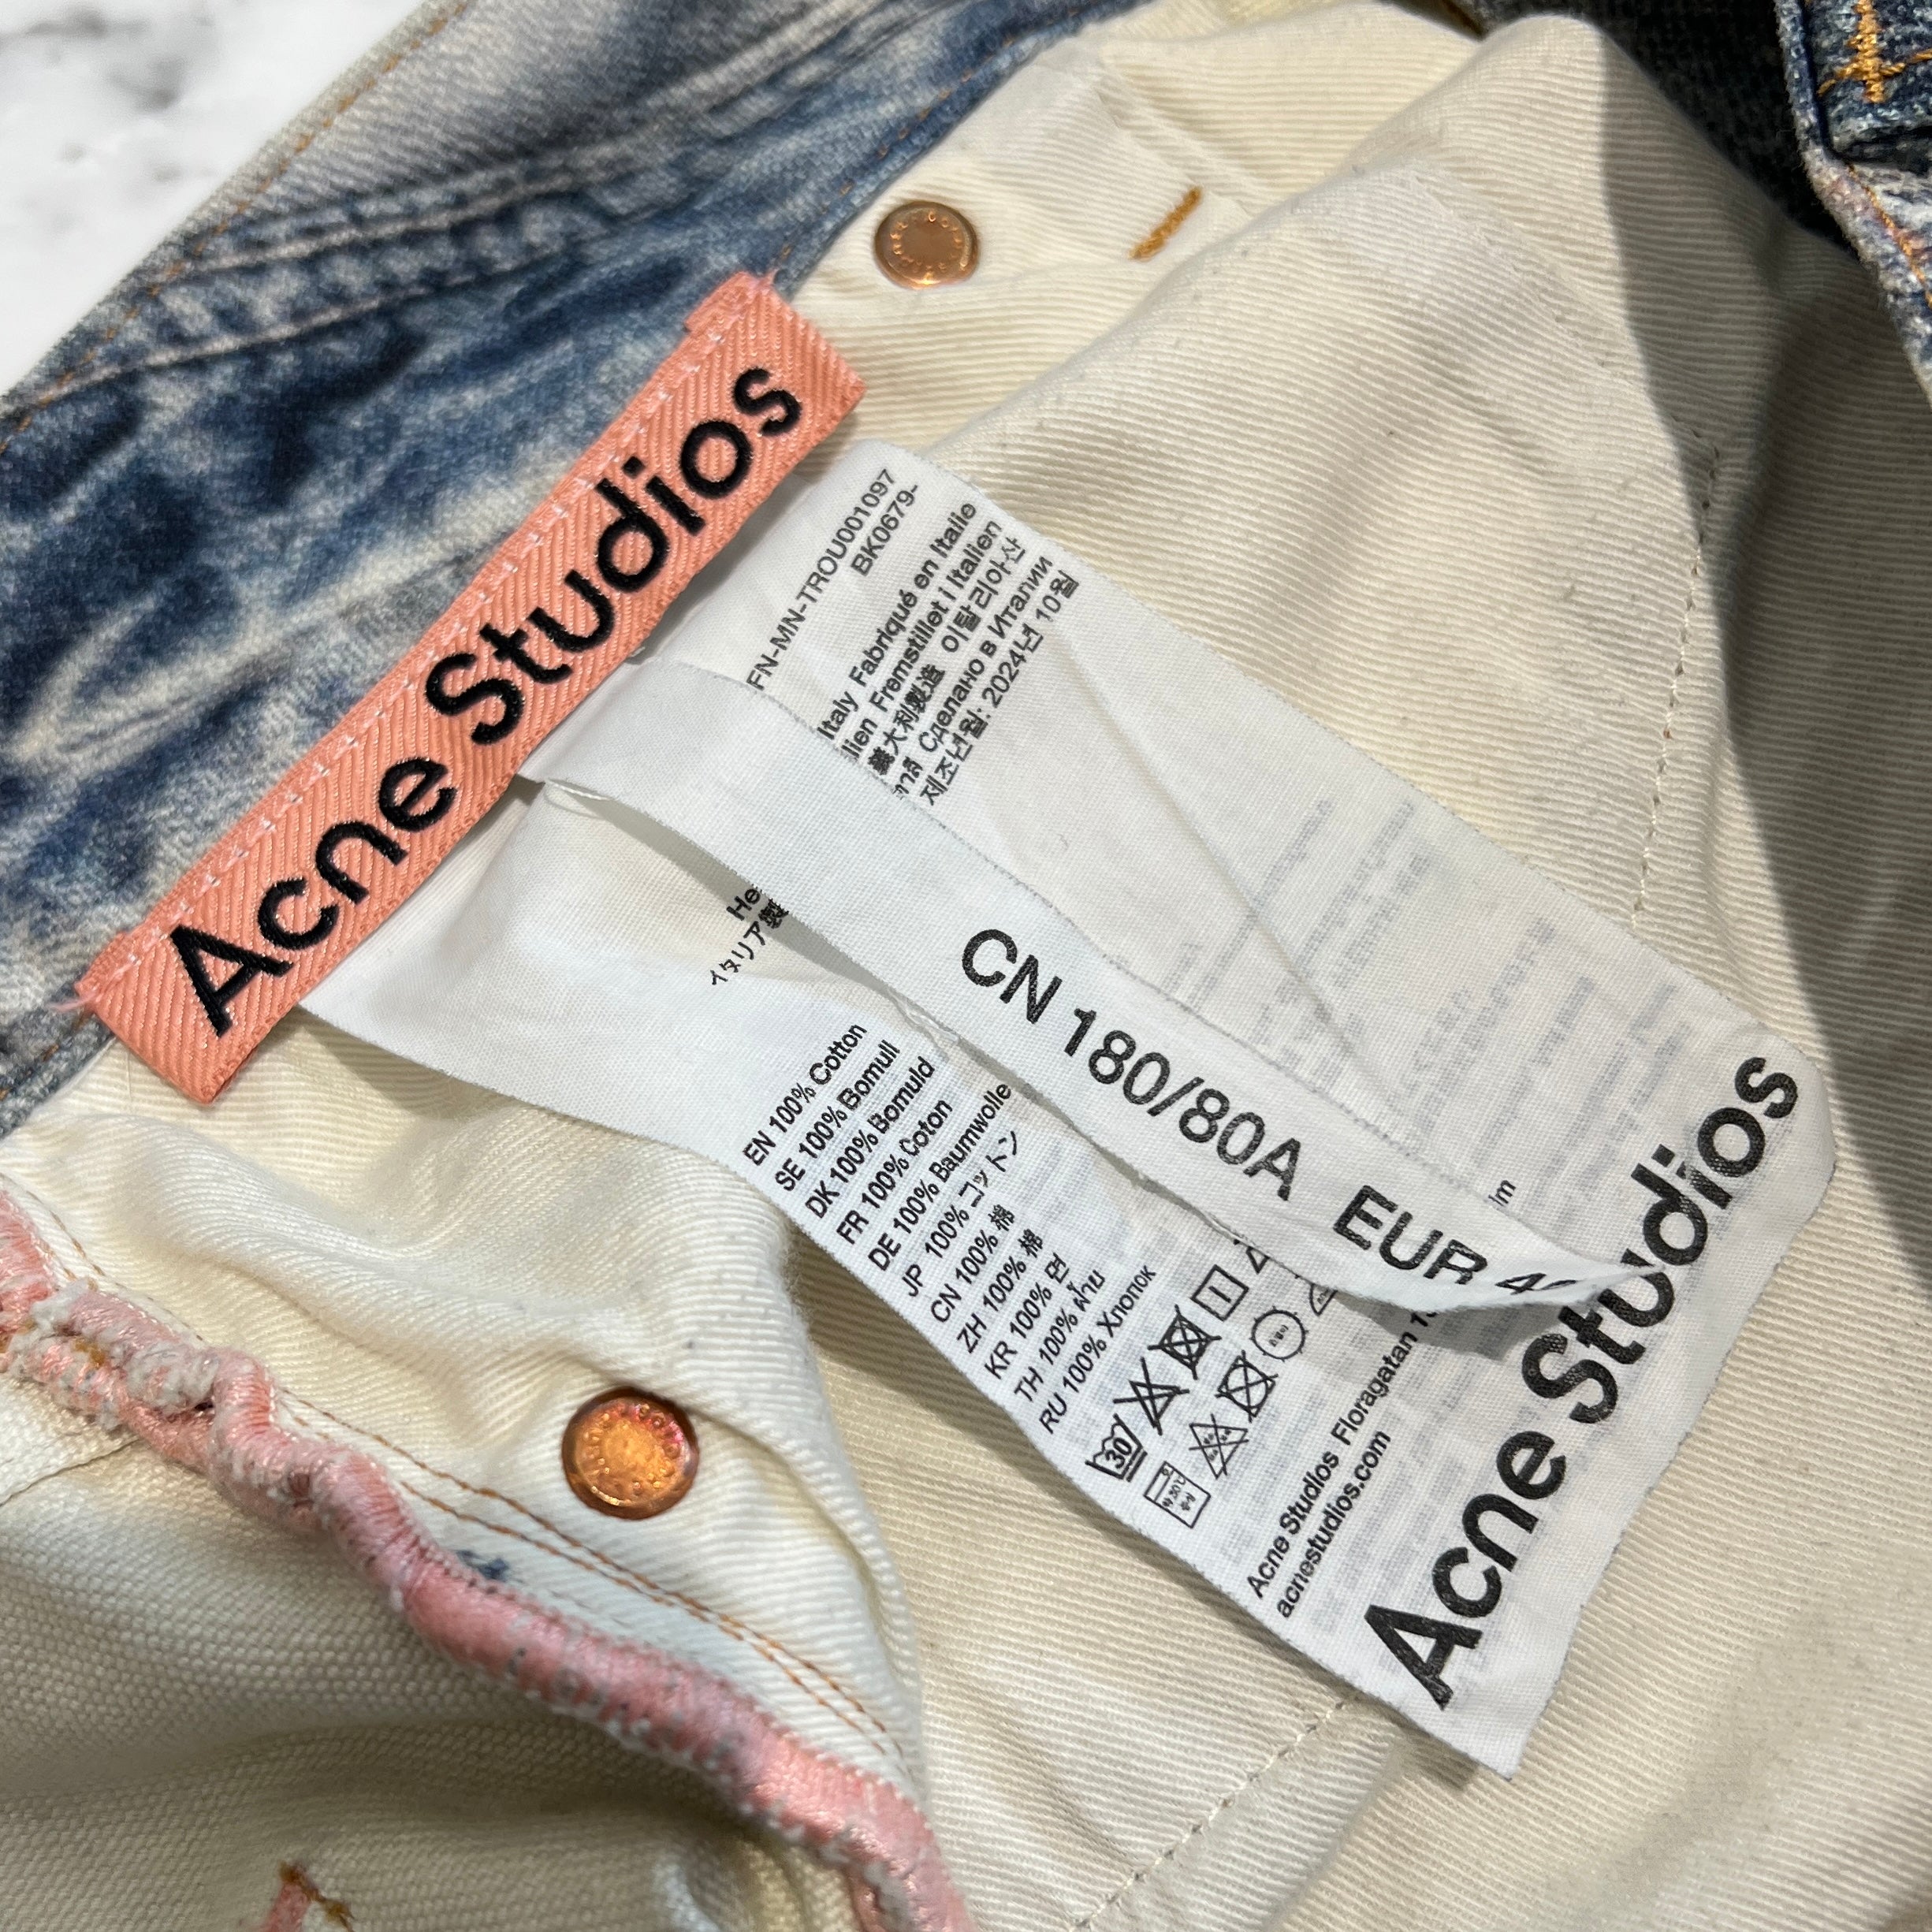 Acne Studios
FN-MN-TROU001097
BK0679-
Italy Fabriqué en Italie
lien Fremstillet i Italien
義大利製造 이탈리아산
Сделано в Италии
제조년월: 2024년 10월
He
イタリア製
CN 180/80A EUR
EN 100% Cotton
SE 100% Bomull
DK 100% Bomuld
FR 100% Coton
DE 100% Baumwolle
JP 100% コットン
CN 100% 棉
ZH 100% 棉
KR 100% 면
TH 100% ฝ้าย
RU 100% Хлопок
30
Acne Studios Floragatan
acnestudios.com
Acne Studios